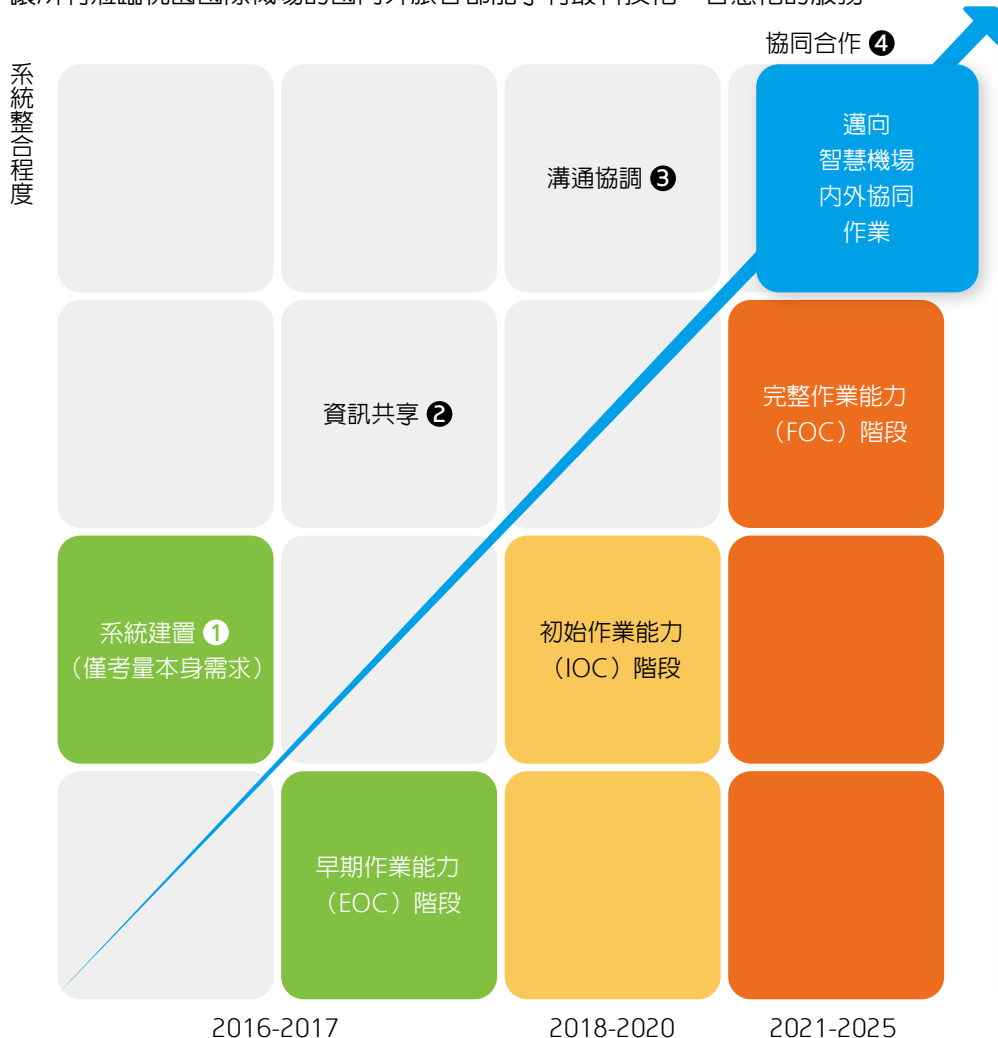 協同合作 ❹
系統整合程度
邁向
智慧機場
內外協同
作業
溝通協調 ❸
資訊共享 ❷
完整作業能力
（FOC）階段
系統建置 ❶
（僅考量本身需求）
初始作業能力
（IOC）階段
早期作業能力
（EOC）階段
2016-2017
2018-2020
2021-2025